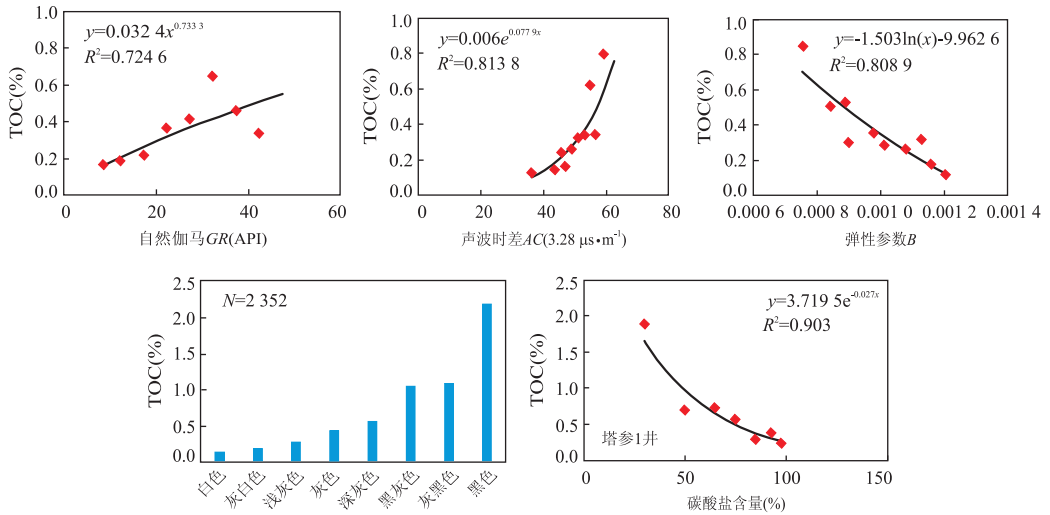 y=0.032 4x^0.733 3
R²=0.724 6
TOC(%)
1.0
0.8
0.6
0.4
0.2
0.0
0
20
40
60
自然伽马GR(API)
y=0.006e^0.077 9x
R²=0.813 8
TOC(%)
1.0
0.8
0.6
0.4
0.2
0.0
0
20
40
60
80
声波时差AC(3.28 μs•m⁻¹)
y=-1.503ln(x)-9.962 6
R²=0.808 9
TOC(%)
1.0
0.8
0.6
0.4
0.2
0.0
0.000 6
0.000 8
0.001 0
0.001 2
0.001 4
弹性参数B
N=2 352
TOC(%)
2.5
2.0
1.5
1.0
0.5
0.0
白色
灰白色
浅灰色
灰色
深灰色
黑灰色
灰黑色
黑色
y=3.719 5e^-0.027x
R²=0.903
TOC(%)
2.5
2.0
1.5
1.0
0.5
0.0
塔参1井
0
50
100
150
碳酸盐含量(%)